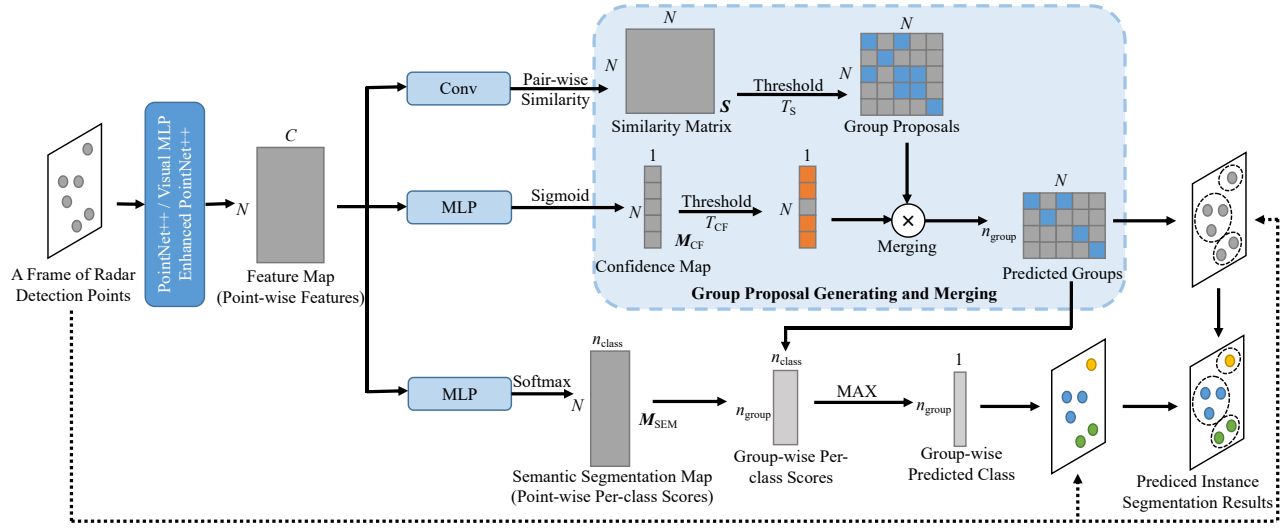 N
N
S
Similarity Matrix
Conv
Pair-wise
Similarity
Threshold
T_S
N
N
Group Proposals
PointNet++ / Visual MLP
Enhanced PointNet++
C
N
Feature Map
(Point-wise Features)
A Frame of Radar
Detection Points
MLP
Sigmoid
1
N
M_CF
Confidence Map
Threshold
T_CF
1
N
×
Merging
n_group
N
Predicted Groups
Group Proposal Generating and Merging
MLP
Softmax
n_class
N
M_SEM
Semantic Segmentation Map
(Point-wise Per-class Scores)
n_class
n_group
Group-wise Per-
class Scores
MAX
1
n_group
Group-wise
Predicted Class
Prediced Instance
Segmentation Results